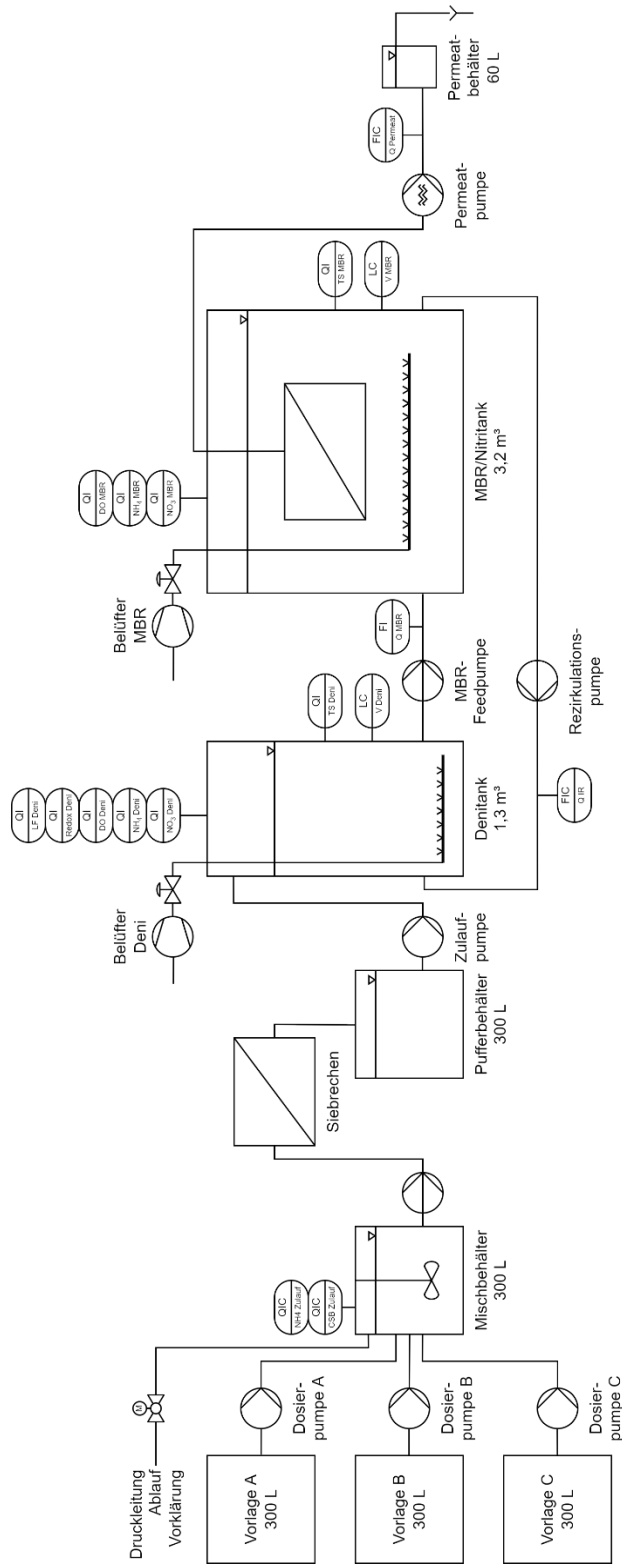 Druckleitung
Ablauf
Vorklärung
M
Vorlage A
300 L
Vorlage B
300 L
Vorlage C
300 L
Dosier-
pumpe A
Dosier-
pumpe B
Dosier-
pumpe C
QIC
NH4 Zulauf
QIC
CSB Zulauf
Mischbehälter
300 L
Siebrechen
Pufferbehälter
300 L
Zulauf-
pumpe
Belüfter
Deni
QI
LF Deni
QI
Redox Deni
QI
DO Deni
QI
NH₄ Deni
QI
NO₃ Deni
Denitank
1,3 m³
QI
TS Deni
LC
V Deni
MBR-
Feedpumpe
FI
Q MBR
FIC
Q IR
Rezirkulations-
pumpe
Belüfter
MBR
QI
DO MBR
QI
NH₄ MBR
QI
NO₃ MBR
MBR/Nitritank
3,2 m³
QI
TS MBR
LC
V MBR
Permeat-
pumpe
FIC
Q Permeat
Permeat-
behälter
60 L